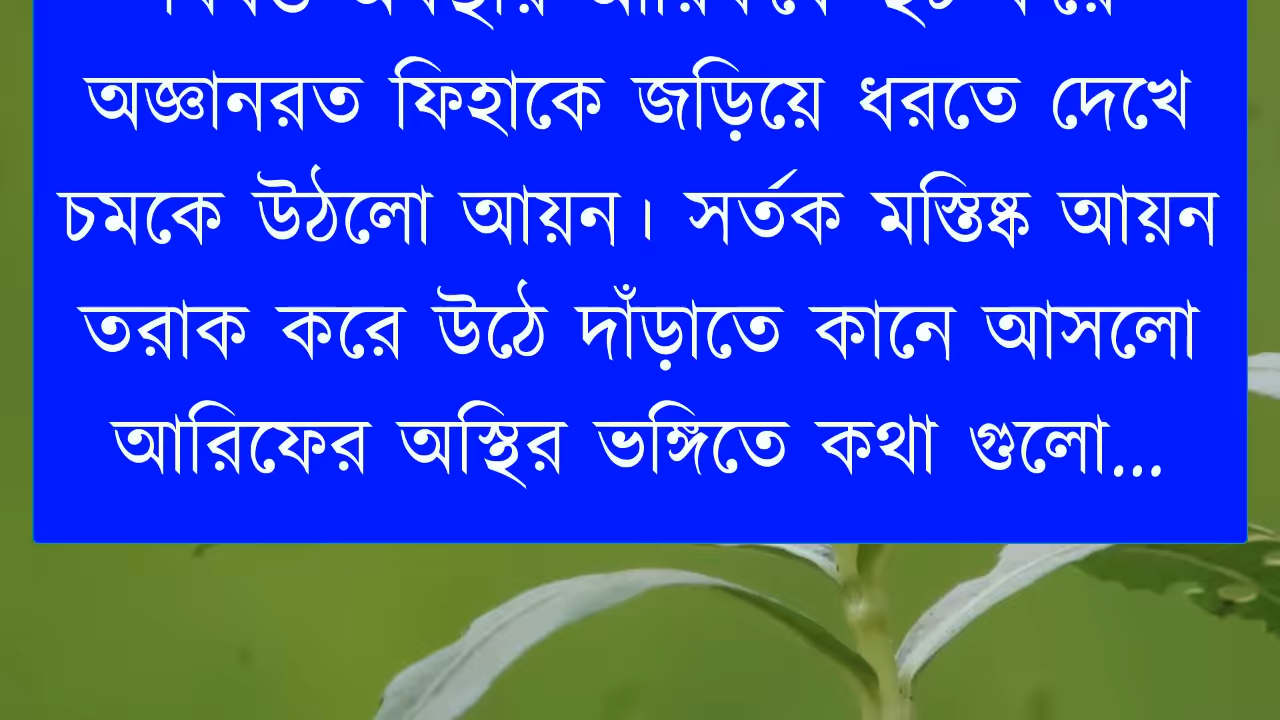 অজ্ঞানরত ফিহাকে জড়িয়ে ধরতে দেখে
চমকে উঠলো আয়ন। সর্তক মস্তিষ্ক আয়ন
তরাক করে উঠে দাঁড়াতে কানে আসলো
আরিফের অস্থির ভঙ্গিতে কথা গুলো...